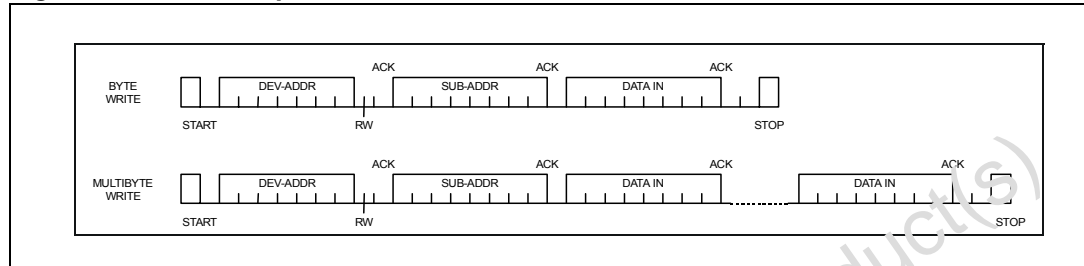 ACK ACK ACK
BYTE WRITE DEV-ADDR SUB-ADDR DATA IN
START RW STOP
ACK ACK ACK ACK
MULTIBYTE WRITE DEV-ADDR SUB-ADDR DATA IN DATA IN
START RW STOP
duct(s)